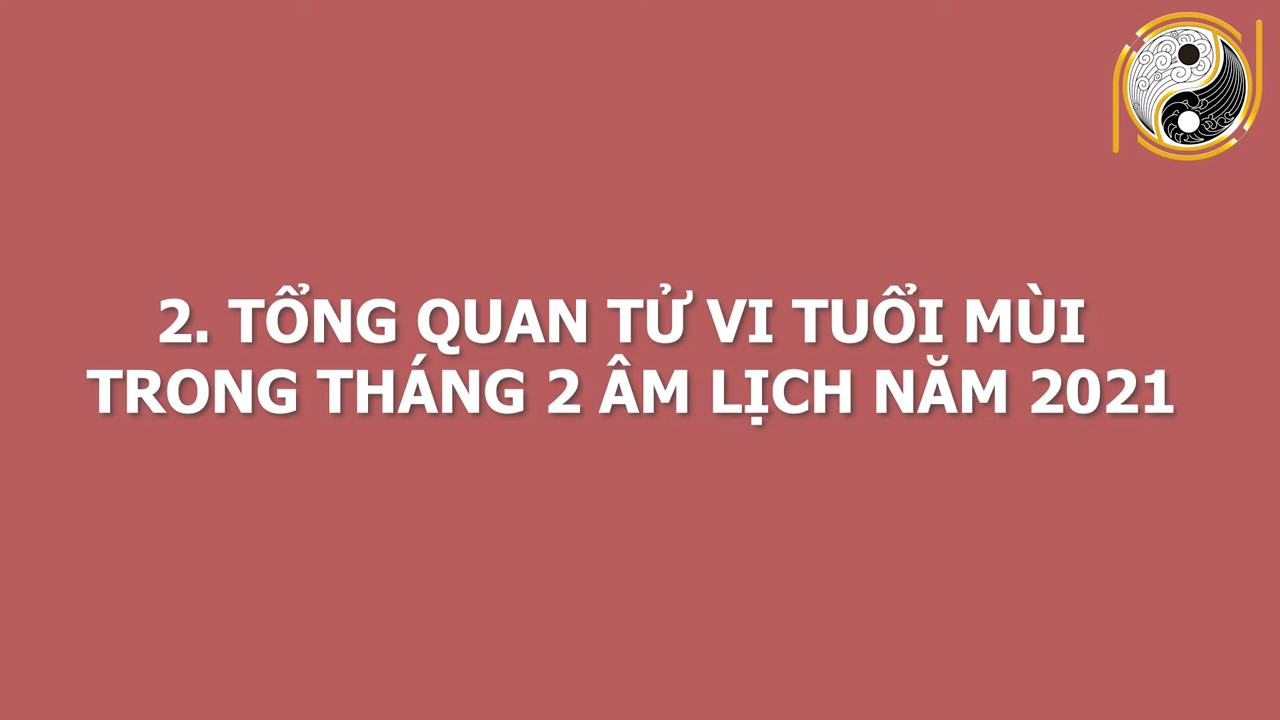 2. TỔNG QUAN TỬ VI TUỔI MÙI
TRONG THÁNG 2 ÂM LỊCH NĂM 2021